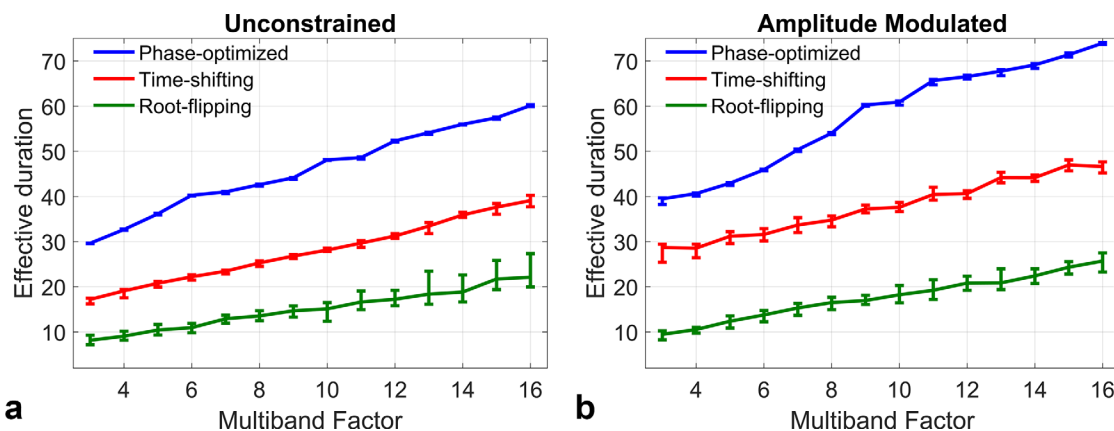 Unconstrained
Phase-optimized
Time-shifting
Root-flipping
70
60
50
40
30
20
10
Effective duration
4 6 8 10 12 14 16
Multiband Factor
a
Amplitude Modulated
Phase-optimized
Time-shifting
Root-flipping
70
60
50
40
30
20
10
Effective duration
4 6 8 10 12 14 16
Multiband Factor
b